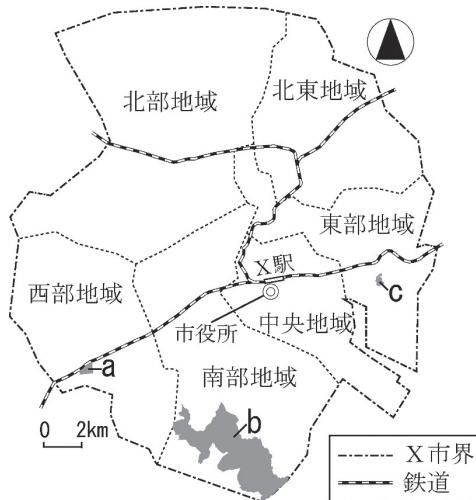 北部地域
北東地域
東部地域
X駅
西部地域
c
市役所
中央地域
a
南部地域
0 2km
b
X市界
鉄道